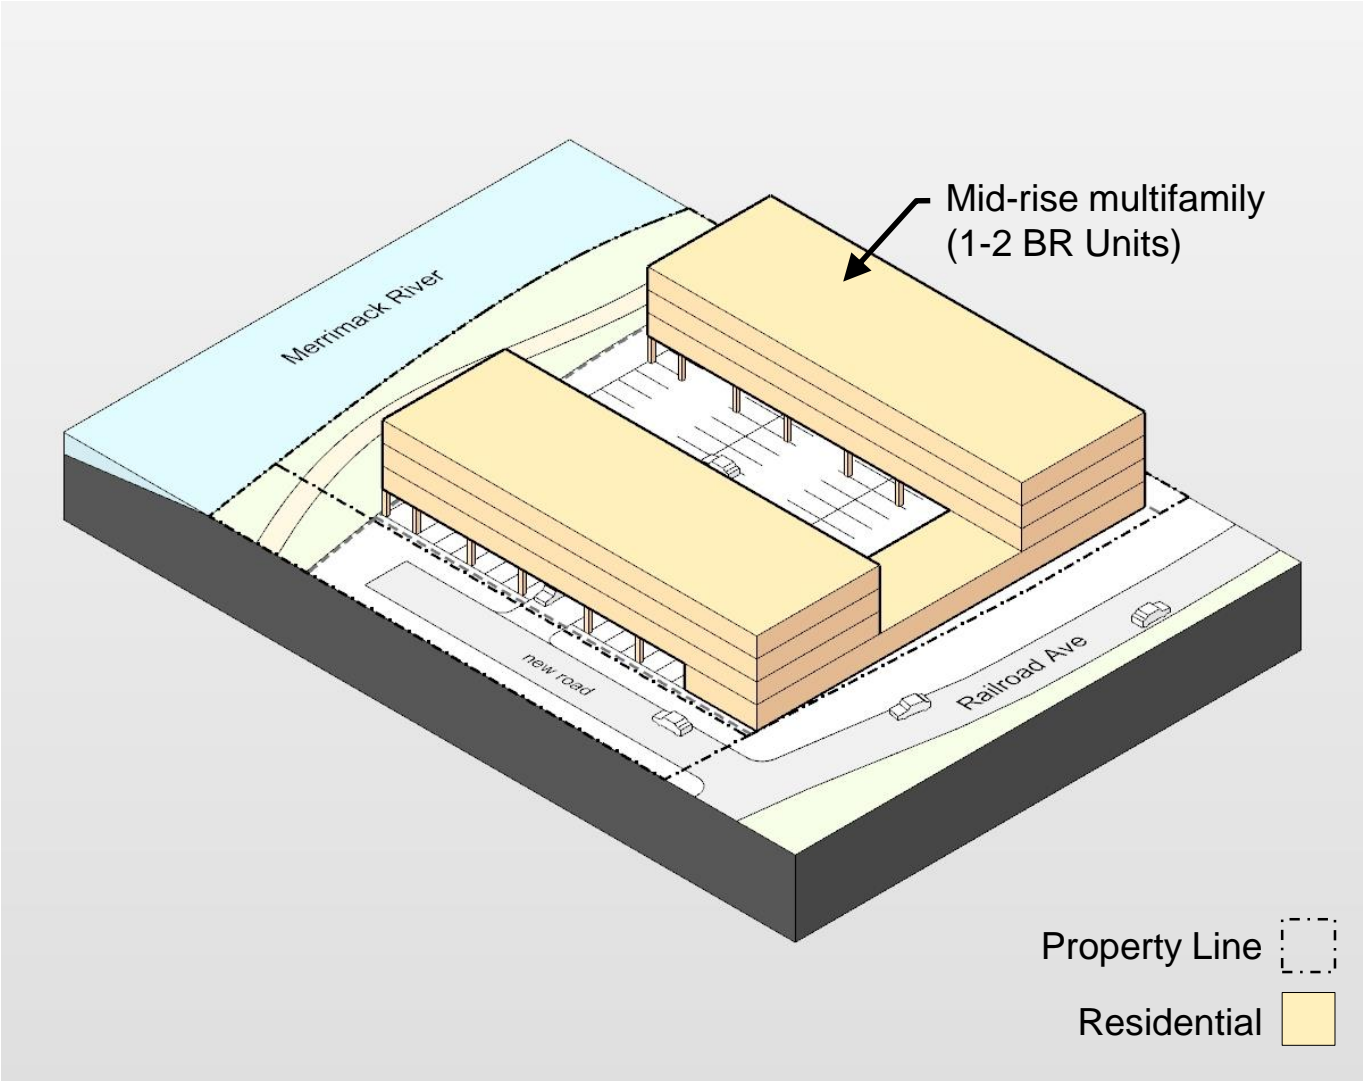 Mid-rise multifamily
(1-2 BR Units)
Merrimack River
new road
Railroad Ave
Property Line
Residential